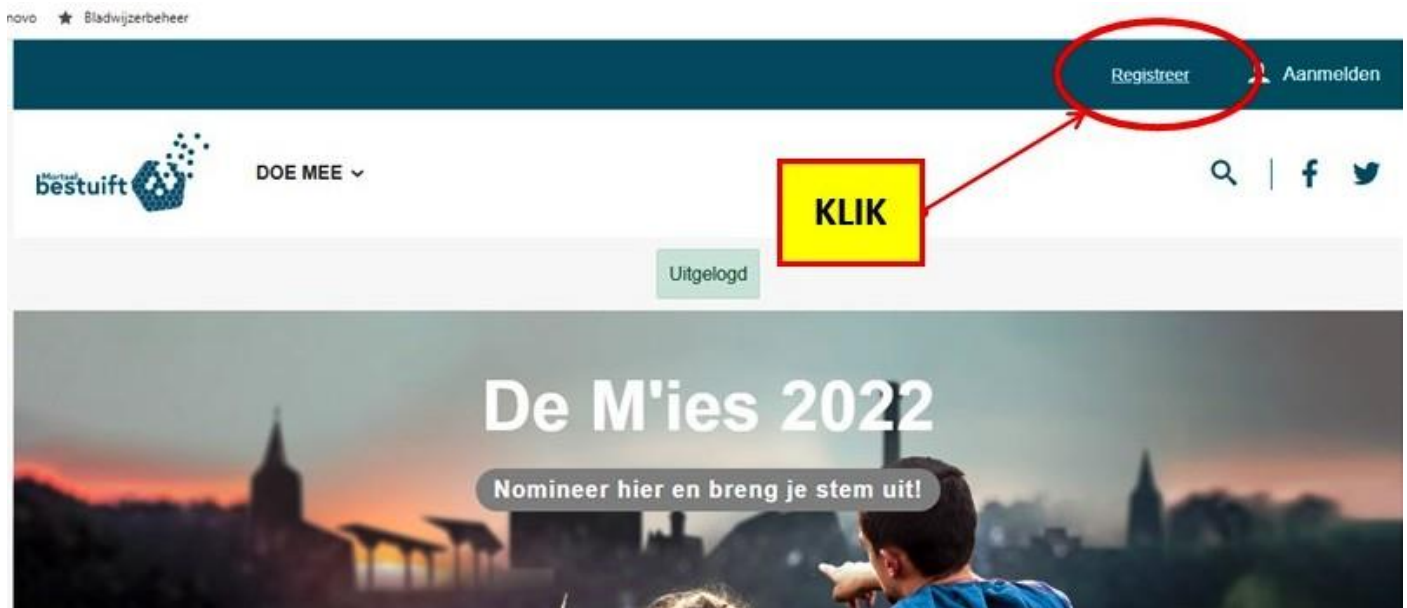 novo ★ Bladwijzerbeheer
Registreer
Aanmelden
Mortsel
bestuift
DOE MEE
KLIK
Uitgelogd
De M'ies 2022
Nomineer hier en breng je stem uit!